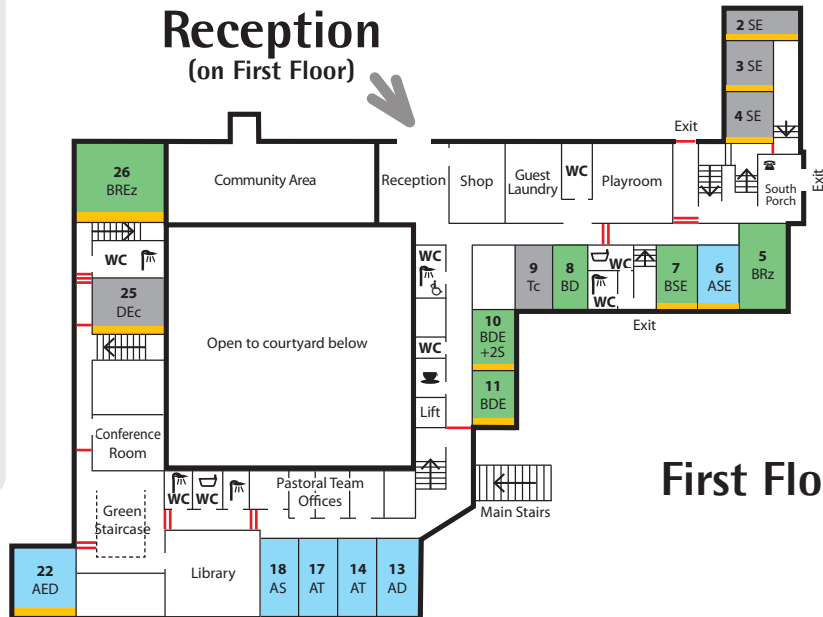 Reception
(on First Floor)
2 SE
3 SE
4 SE
Exit
26
BREz
Community Area
Reception
Shop
Guest
Laundry
WC
Playroom
South
Porch
Exit
WC
25
DEc
WC
9
Tc
8
BD
WC
WC
7
BSE
6
ASE
5
BRz
Exit
Open to courtyard below
10
BDE
+2S
WC
11
BDE
Lift
Conference
Room
WC
WC
Pastoral Team
Offices
Main Stairs
First Flo
Green
Staircase
22
AED
Library
18
AS
17
AT
14
AT
13
AD